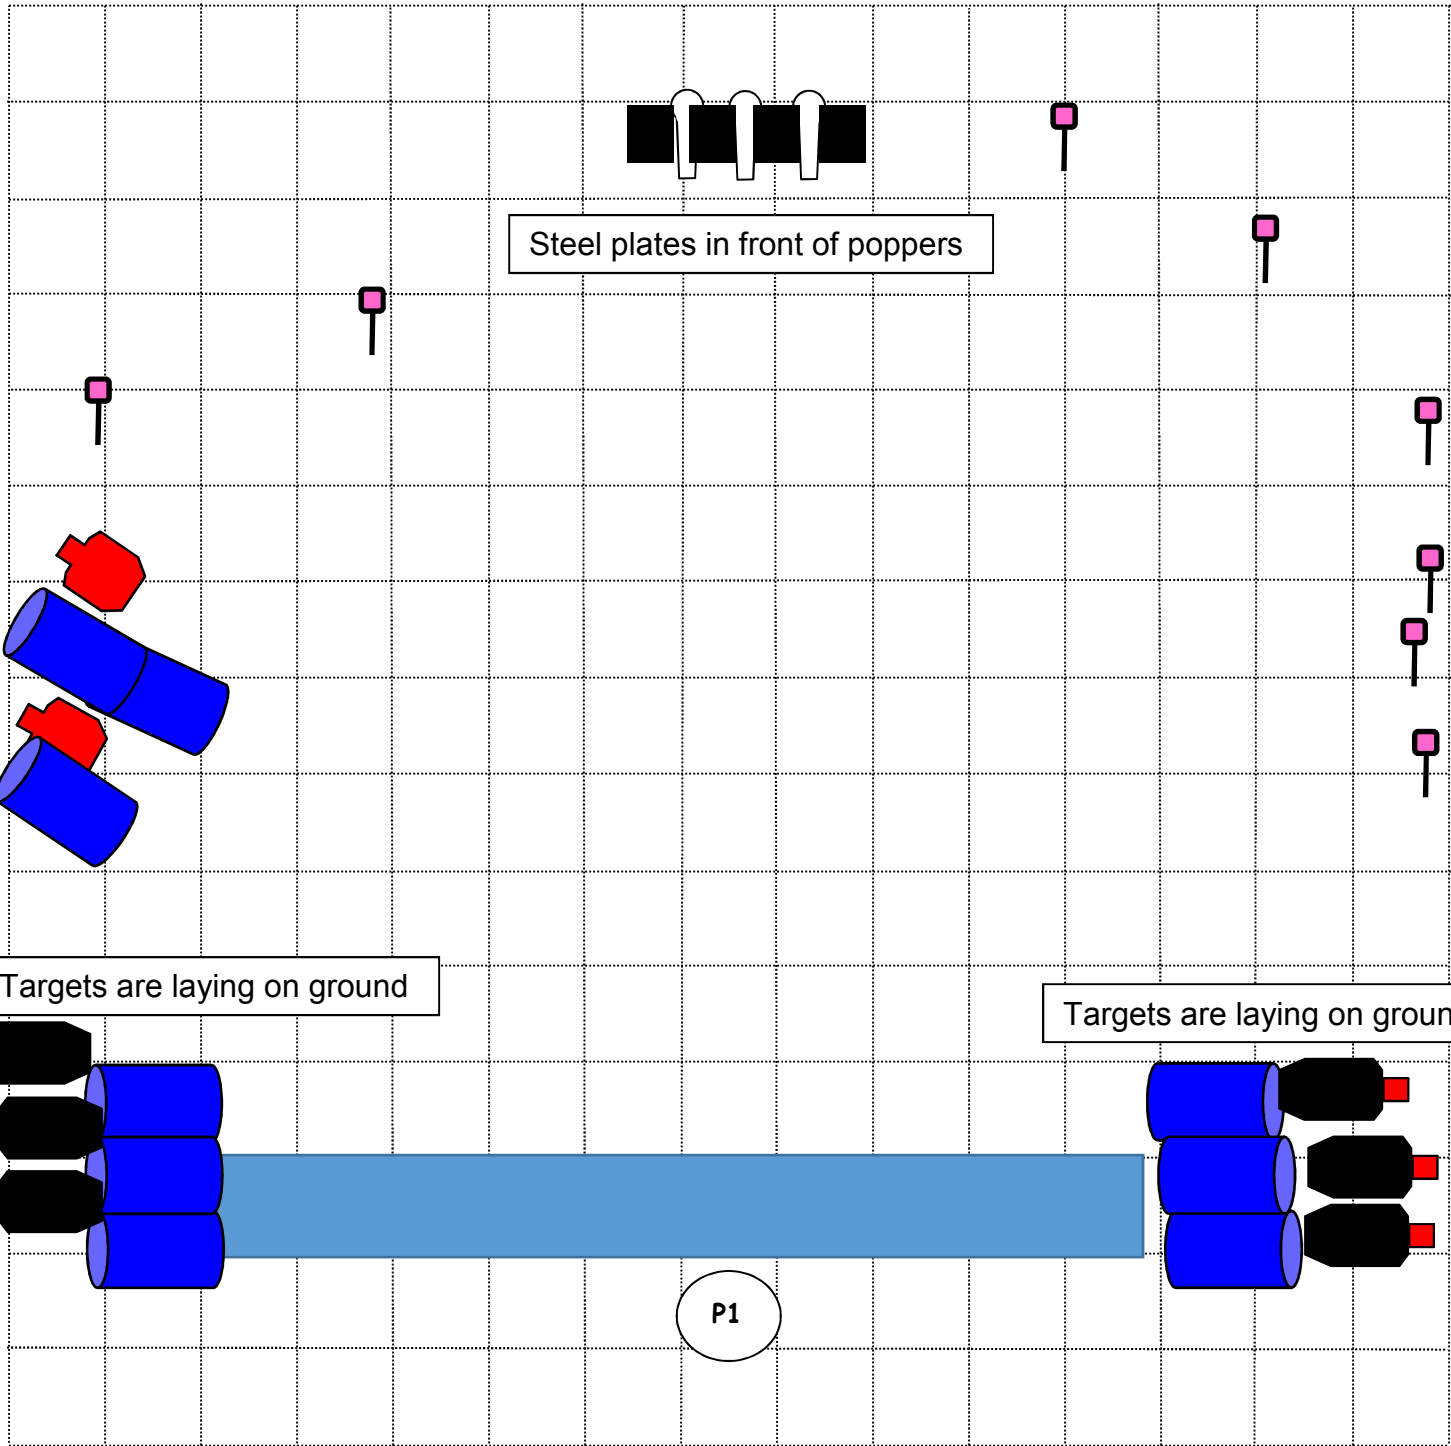 Steel plates in front of poppers
Targets are laying on ground
Targets are laying on groun
P1